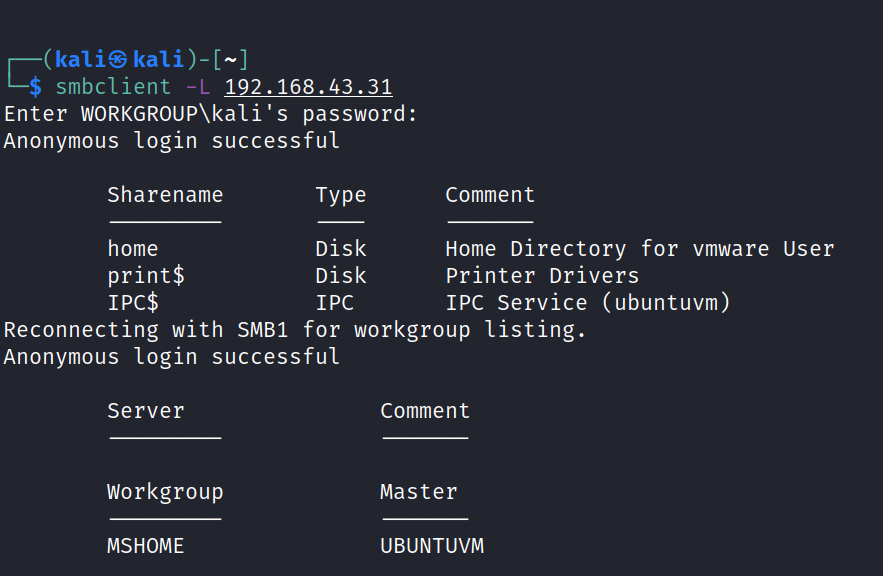 ┌──(kali㉿kali)-[~]
└─$ smbclient -L 192.168.43.31
Enter WORKGROUP\kali's password:
Anonymous login successful
Sharename Type Comment
--------- ---- -------
home Disk Home Directory for vmware User
print$ Disk Printer Drivers
IPC$ IPC IPC Service (ubuntuvm)
Reconnecting with SMB1 for workgroup listing.
Anonymous login successful
Server Comment
--------- -------
Workgroup Master
--------- -------
MSHOME UBUNTUVM